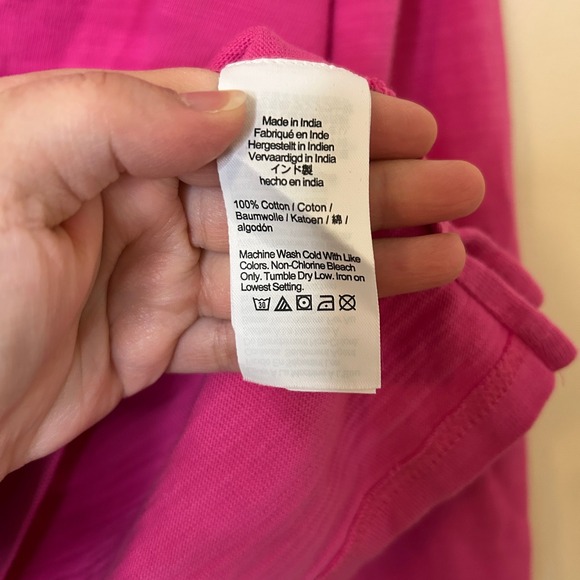 Made in India
Fabriqué en Inde
Hergestellt in Indien
Vervaardigd in India
インド製
hecho en india
100% Cotton / Coton /
Baumwolle / Katoen / 綿 /
algodón
Machine Wash Cold With Like
Colors. Non-Chlorine Bleach
Only. Tumble Dry Low. Iron on
Lowest Setting.
30